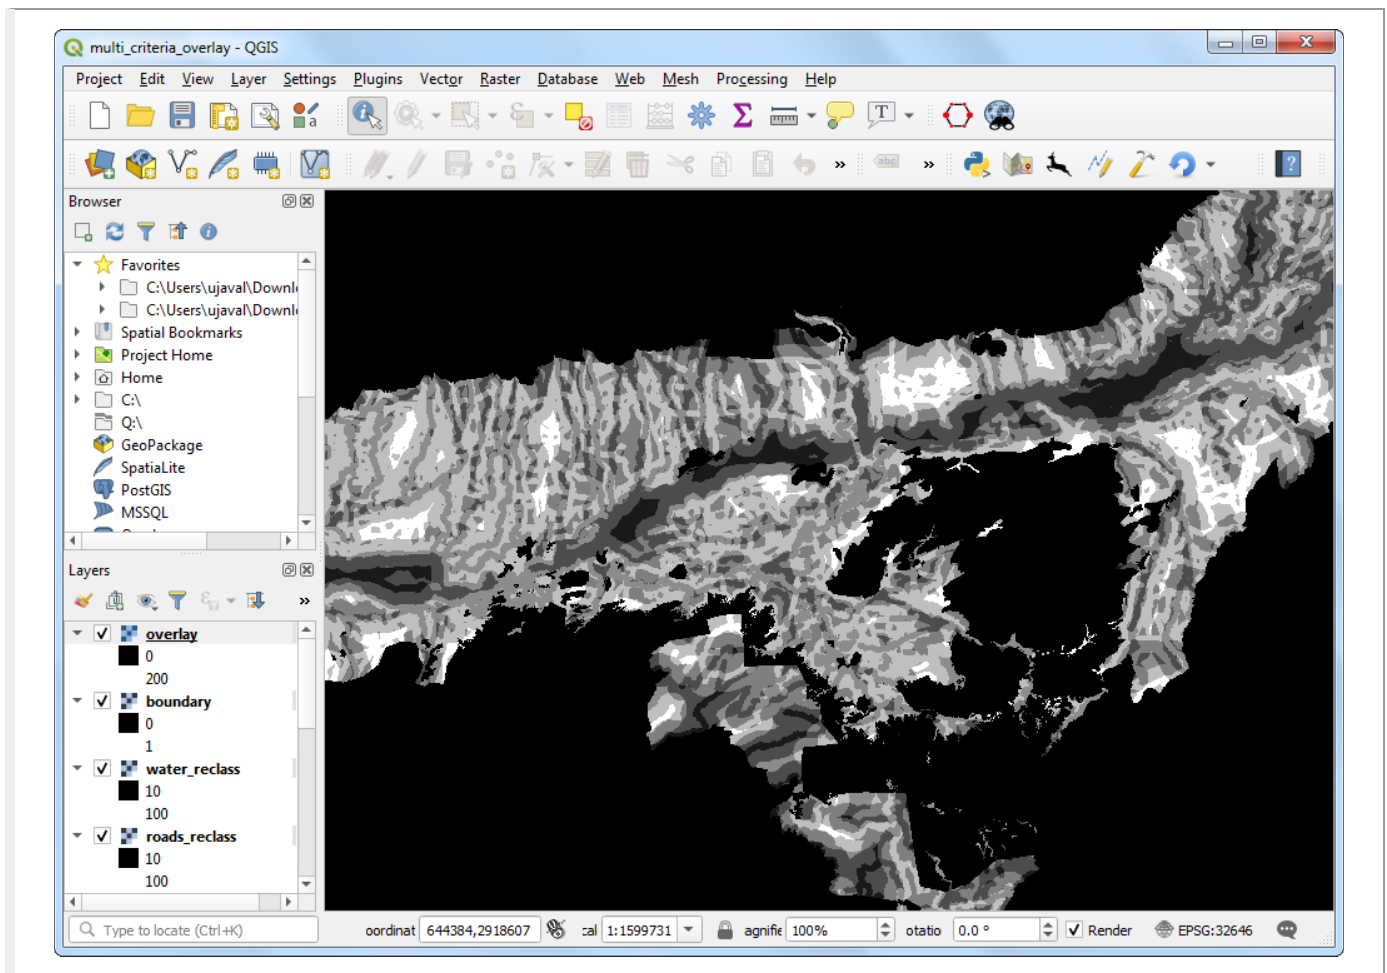 multi_criteria_overlay - QGIS
Project Edit View Layer Settings Plugins Vector Raster Database Web Mesh Processing Help
a
Σ
T
abc
»
»
?
Browser
Favorites
C:\Users\ujaval\Downl
C:\Users\ujaval\Downl
Spatial Bookmarks
Project Home
Home
C:\
Q:\
GeoPackage
SpatiaLite
PostGIS
MSSQL
Layers
»
overlay
0
200
boundary
0
1
water_reclass
10
100
roads_reclass
10
100
Type to locate (Ctrl+K)
oordinat 644384,2918607 :al 1:1599731 agnifie 100% otatio 0.0 ° Render EPSG:32646